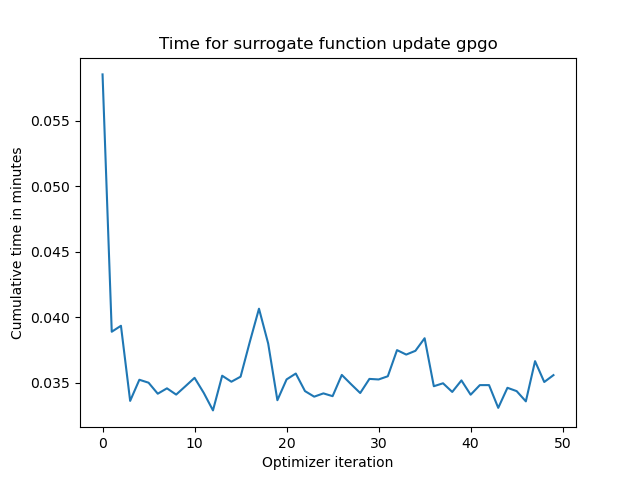 Time for surrogate function update gpgo
0.055
0.050
0.045
0.040
0.035
Cumulative time in minutes
0 10 20 30 40 50
Optimizer iteration